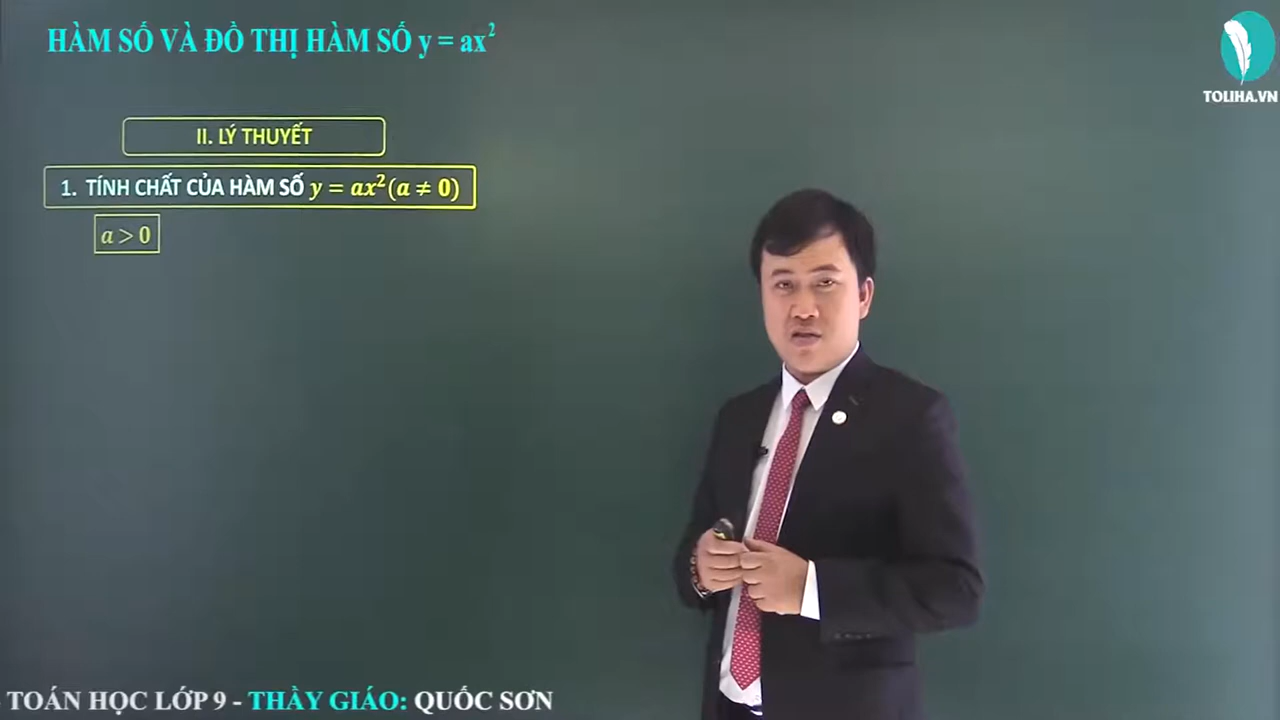 HÀM SỐ VÀ ĐỒ THỊ HÀM SỐ y = ax²
TOLIHA.VN
II. LÝ THUYẾT
1. TÍNH CHẤT CỦA HÀM SỐ y = ax² (a ≠ 0)
a > 0
TOÁN HỌC LỚP 9 - THẦY GIÁO: QUỐC SƠN